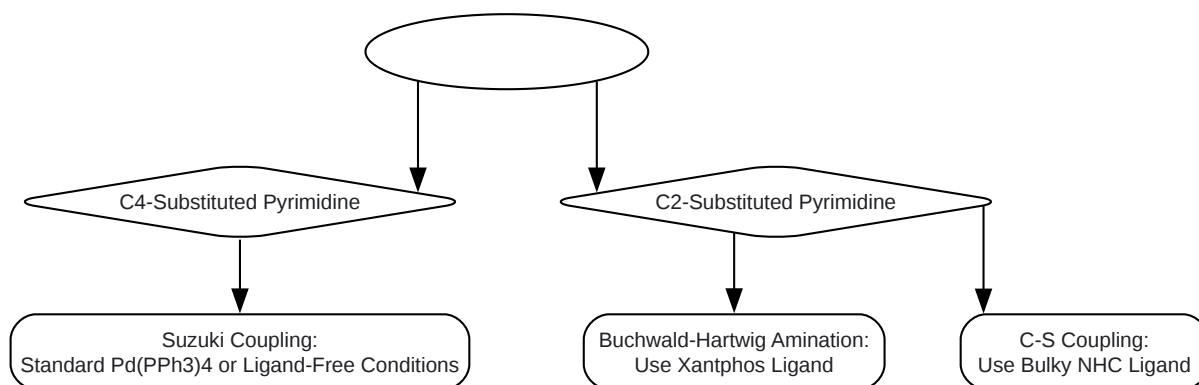 C4-Substituted Pyrimidine
C2-Substituted Pyrimidine
Suzuki Coupling:
Standard Pd(PPh3)4 or Ligand-Free Conditions
Buchwald-Hartwig Amination:
Use Xantphos Ligand
C-S Coupling:
Use Bulky NHC Ligand